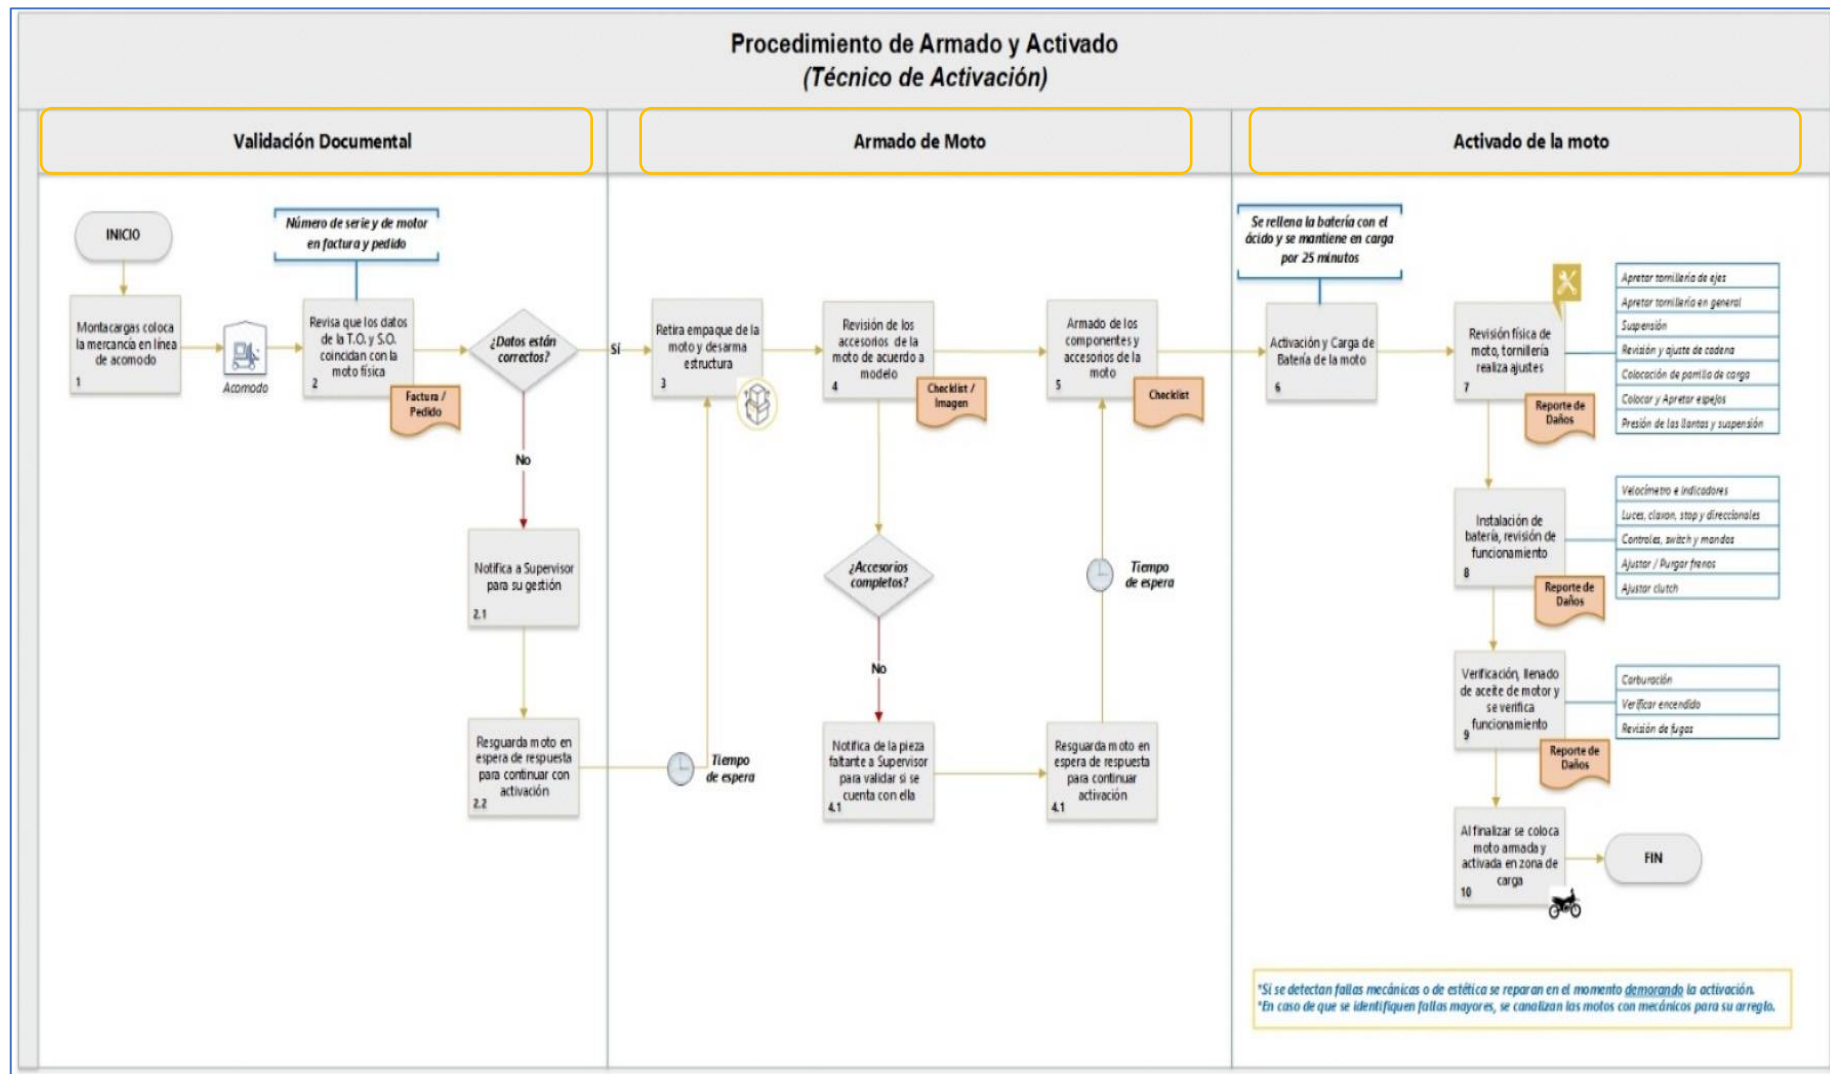 Procedimiento de Armado y Activado
(Técnico de Activación)
Validación Documental
Armado de Moto
Activado de la moto
INICIO
Número de serie y de motor
en factura y pedido
Montacargas coloca
la mercancía en línea
de acomodo
1
Acomodo
Revisa que los datos
de la T.O. y S.O.
coincidan con la
moto física
2
Factura /
Pedido
¿Datos están
correctos?
Sí
No
Notifica a Supervisor
para su gestión
2.1
Resguarda moto en
espera de respuesta
para continuar con
activación
2.2
Tiempo
de espera
Retira empaque de la
moto y desarma
estructura
3
Revisión de los
accesorios de la
moto de acuerdo a
modelo
4
Checklist /
Imagen
¿Accesorios
completos?
No
Notifica de la pieza
faltante a Supervisor
para validar si se
cuenta con ella
4.1
Resguarda moto en
espera de respuesta
para continuar
activación
4.1
Tiempo
de espera
Armado de los
componentes y
accesorios de la
moto
5
Checklist
Se rellena la batería con el
ácido y se mantiene en carga
por 25 minutos
Activación y Carga de
Batería de la moto
6
Revisión física de
moto, tornillería
realiza ajustes
7
Reporte de
Daños
Apretar tornillería de ejes
Apretar tornillería en general
Suspensión
Revisión y ajuste de cadena
Colocación de parrilla de carga
Colocar y Apretar espejos
Presión de las llantas y suspensión
Instalación de
batería, revisión de
funcionamiento
8
Reporte de
Daños
Velocímetro e indicadores
Luces, claxon, stop y direccionales
Controles, switch y mandos
Ajustar / Purgar frenos
Ajustar clutch
Verificación, llenado
de aceite de motor y
se verifica
funcionamiento
9
Reporte de
Daños
Carburación
Verificar encendido
Revisión de fugas
Al finalizar se coloca
moto armada y
activada en zona de
carga
10
FIN
*Si se detectan fallas mecánicas o de estética se reparan en el momento demorando la activación.
*En caso de que se identifiquen fallas mayores, se canalizan las motos con mecánicos para su arreglo.